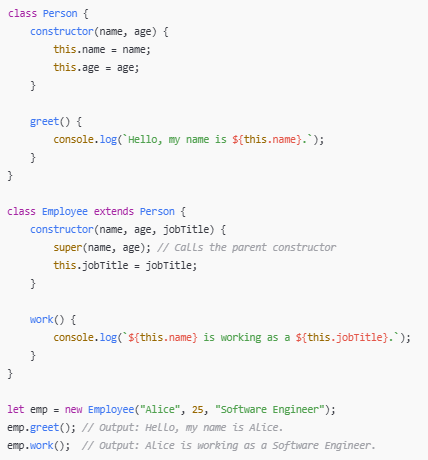 class Person {
    constructor(name, age) {
        this.name = name;
        this.age = age;
    }

    greet() {
        console.log(`Hello, my name is ${this.name}.`);
    }
}

class Employee extends Person {
    constructor(name, age, jobTitle) {
        super(name, age); // Calls the parent constructor
        this.jobTitle = jobTitle;
    }

    work() {
        console.log(`${this.name} is working as a ${this.jobTitle}.`);
    }
}

let emp = new Employee("Alice", 25, "Software Engineer");
emp.greet(); // Output: Hello, my name is Alice.
emp.work();  // Output: Alice is working as a Software Engineer.